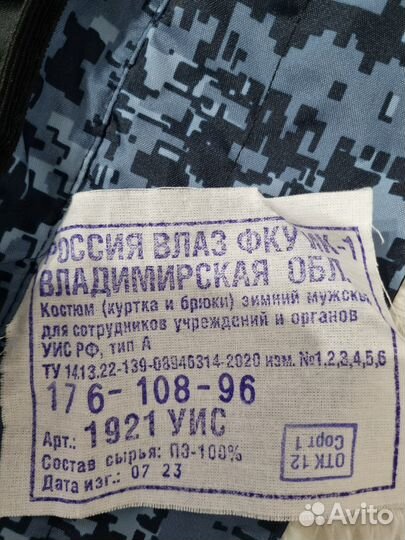 РОССИЯ ВЛАЗ ФКУ ИК-1
ВЛАДИМИРСКАЯ ОБЛ
Костюм (куртка и брюки) зимний мужской
для сотрудников учреждений и органов
УИС РФ, тип А
ТУ 1413.22-139-08946314-2020 изм. №1,2,3,4,5,6
176-108-96
Арт.: 1921 УИС
Состав сырья: ПЭ-100%
Дата изг.: 07 23
ОТК 12
Сорт 1
Avito